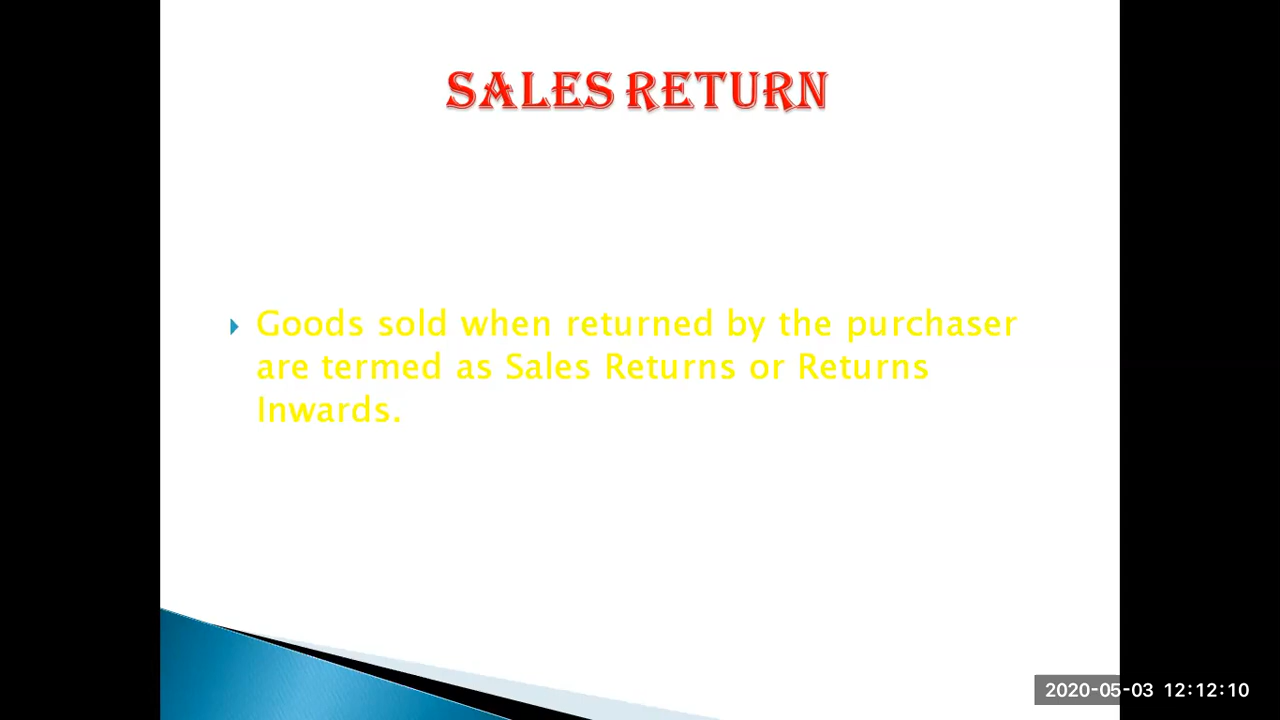 SALES RETURN
Goods sold when returned by the purchaser
are termed as Sales Returns or Returns
Inwards.
2020-05-03 12:12:10